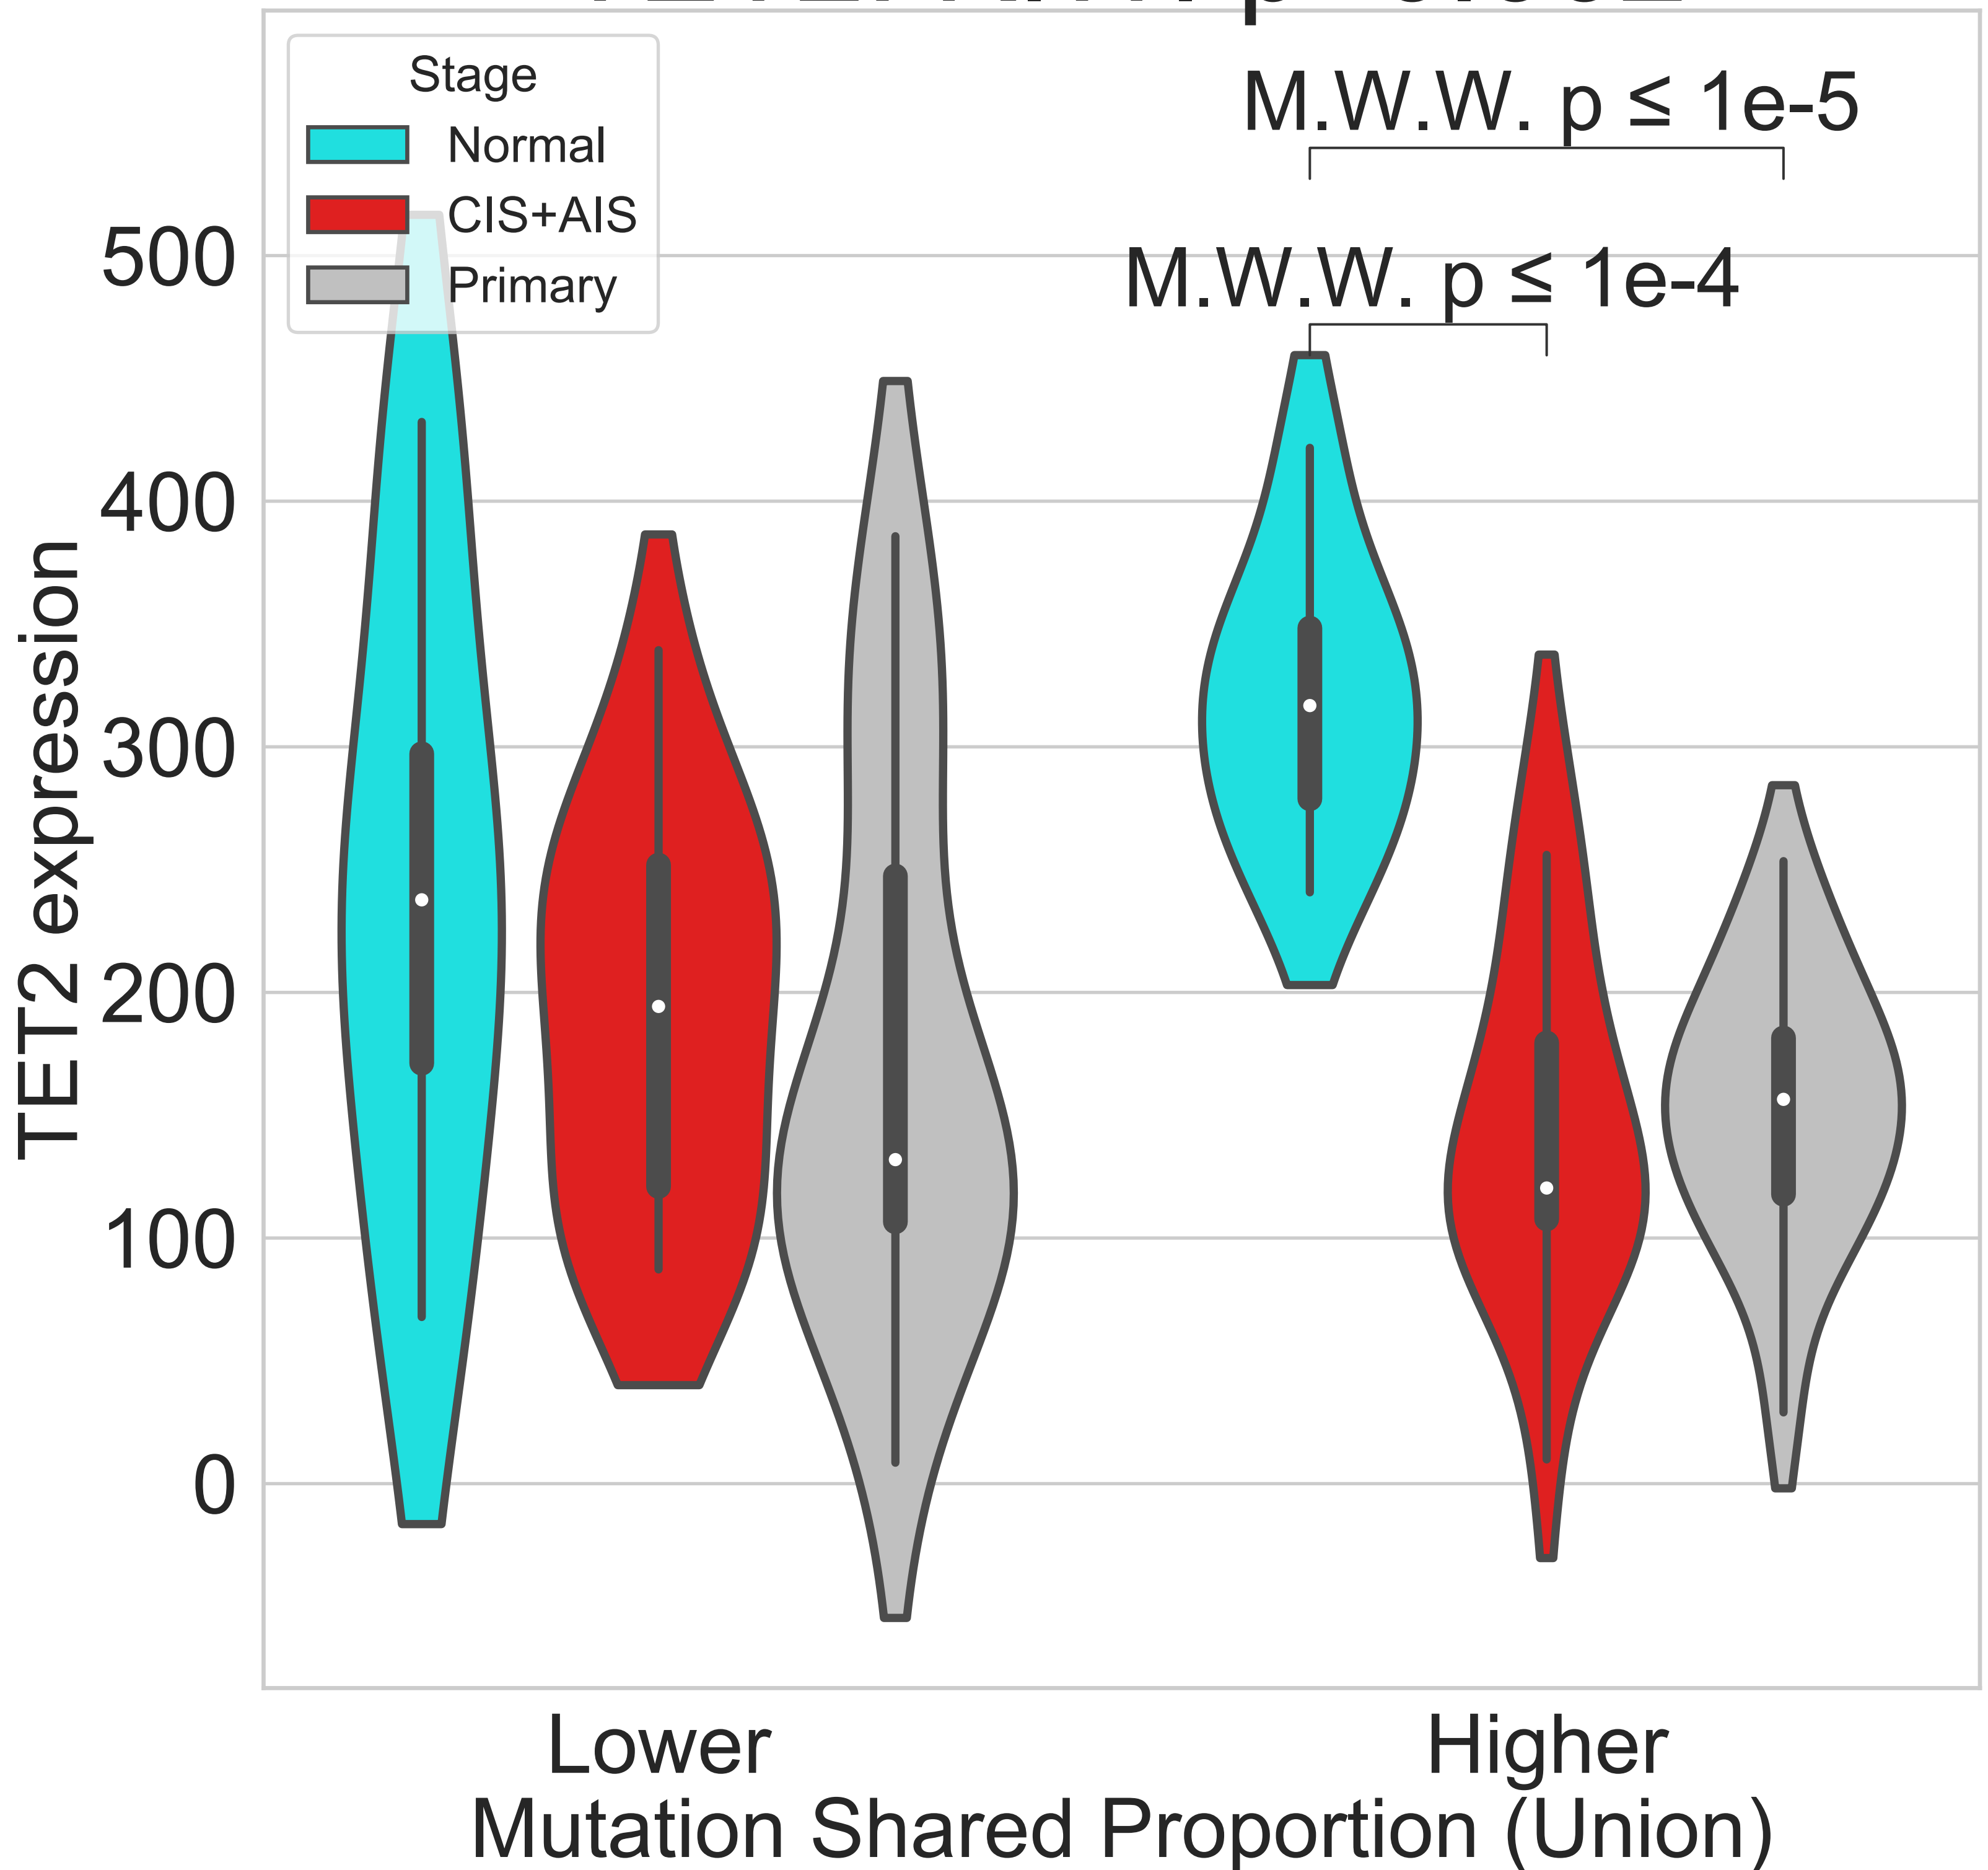 M.W.W. p ≤ 1e-5
Stage
Normal
CIS+AIS
Primary
M.W.W. p ≤ 1e-4
500
400
300
200
100
0
TET2 expression
Lower
Higher
Mutation Shared Proportion (Union)